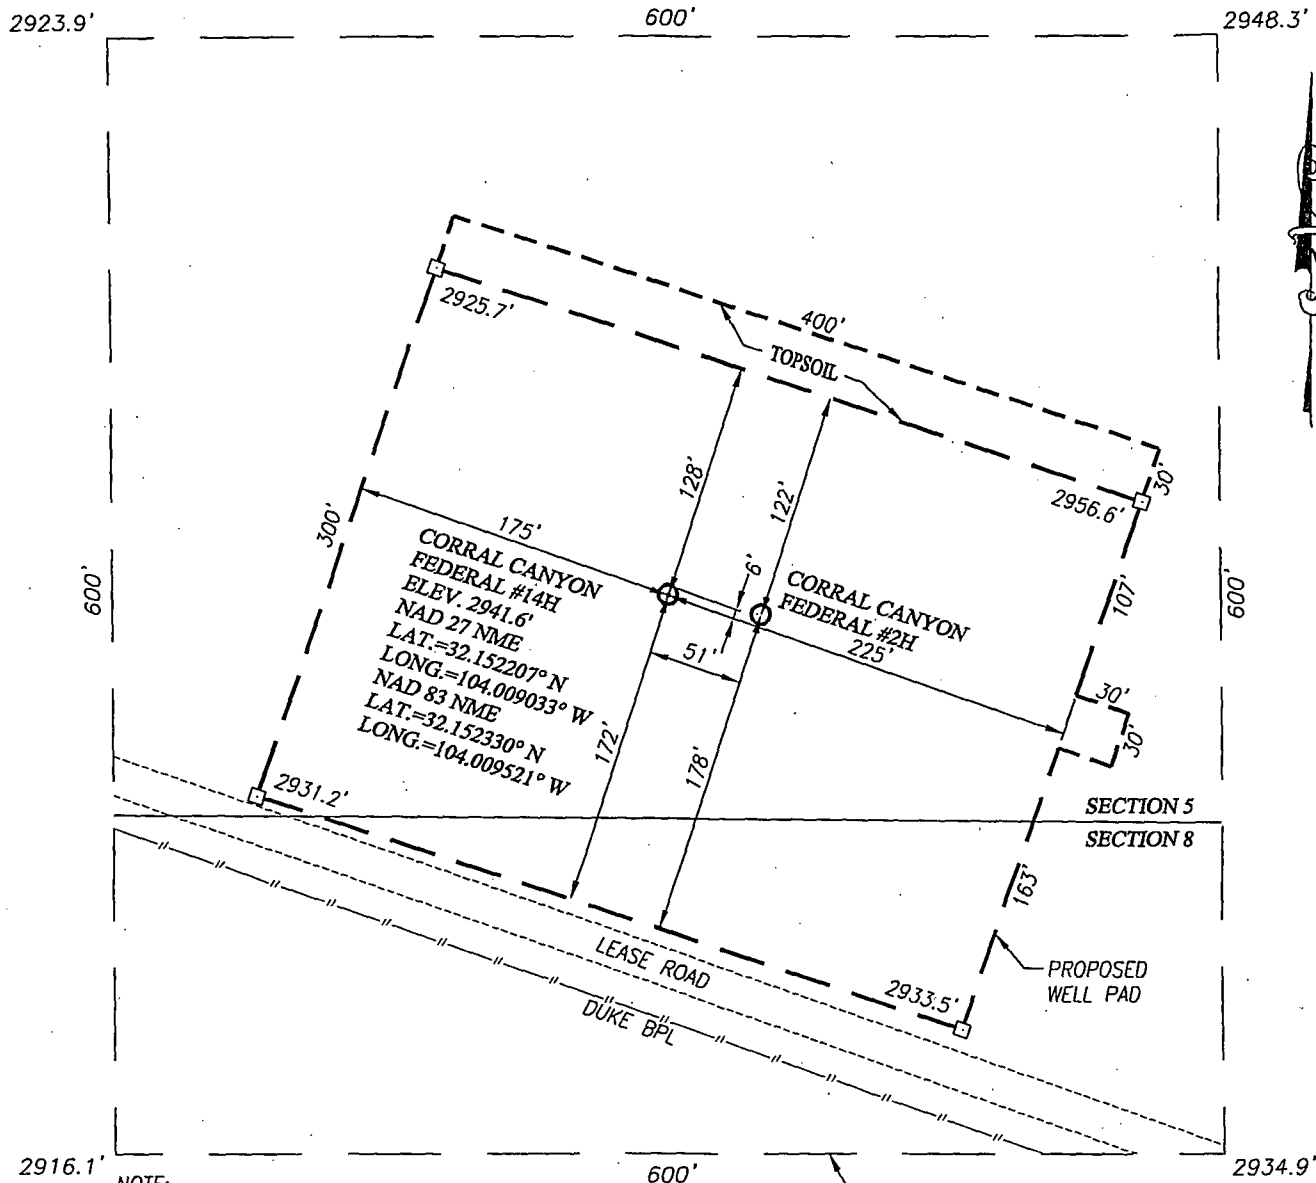 2923.9'
600'
2948.3'
2925.7'
400'
TOPSOIL
128'
122'
2956.6'
30'
300'
175'
6'
107'
600'
600'
CORRAL CANYON
FEDERAL #14H
ELEV. 2941.6'
NAD 27 NME
LAT.=32.152207° N
LONG.=104.009033° W
NAD 83 NME
LAT.=32.152330° N
LONG.=104.009521° W
CORRAL CANYON
FEDERAL #2H
225'
51'
30'
30'
172'
178'
2931.2'
SECTION 5
SECTION 8
163'
LEASE ROAD
DUKE BPL
2933.5'
PROPOSED
WELL PAD
2916.1'
600'
2934.9'
NOTE: